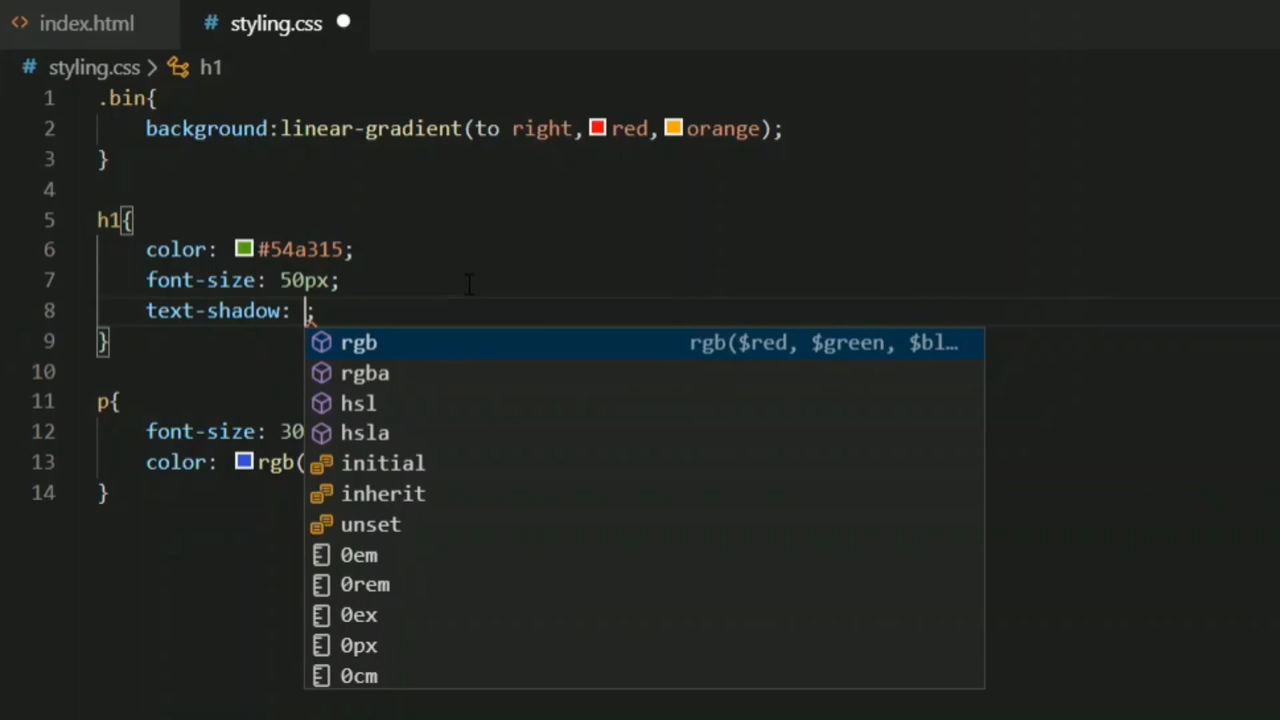 index.html styling.css
styling.css > h1
1 .bin{
2 background:linear-gradient(to right,red,orange);
3 }
4
5 h1{
6 color: #54a315;
7 font-size: 50px;
8 text-shadow: ;
9 }
10
11 p{
12 font-size: 30
13 color: rgb(
14 }
rgb rgb($red, $green, $bl…
rgba
hsl
hsla
initial
inherit
unset
0em
0rem
0ex
0px
0cm